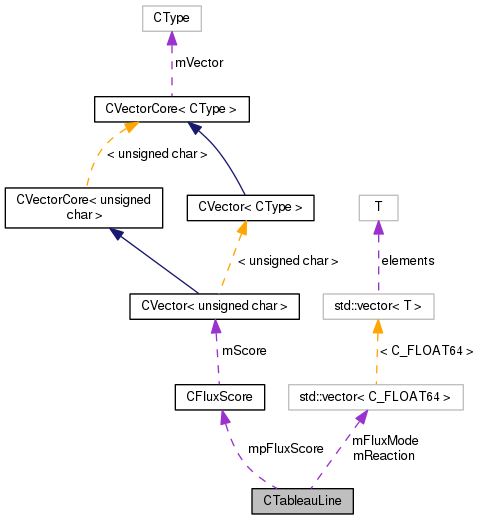 CType
mVector
CVectorCore< CType >
< unsigned char >
CVectorCore< unsigned
char >
CVector< CType >
T
< unsigned char >
elements
CVector< unsigned char >
std::vector< T >
mScore
< C_FLOAT64 >
CFluxScore
std::vector< C_FLOAT64 >
mpFluxScore
mFluxMode
mReaction
CTableauLine